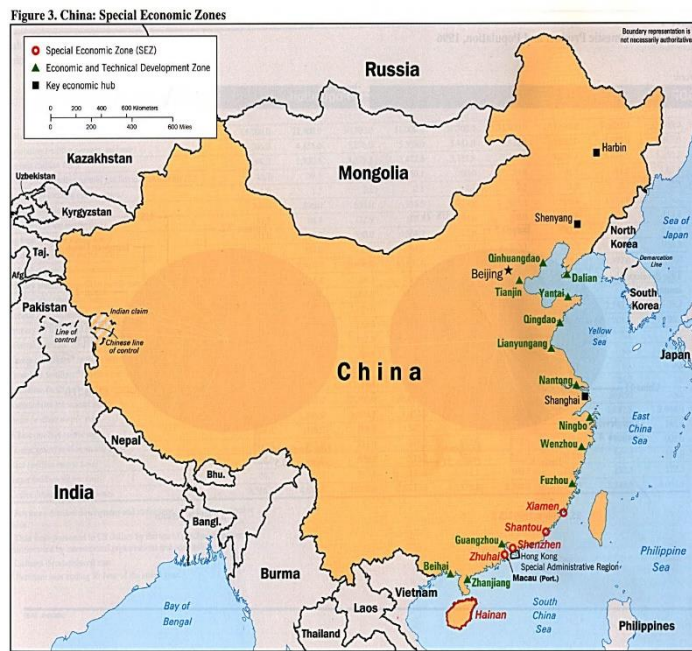 Figure 3. China: Special Economic Zones
Boundary representation is
not necessarily authoritative.
Special Economic Zone (SEZ)
Economic and Technical Development Zone
Key economic hub
0 200 400 600 Kilometers
0 200 400 600 Miles
Russia
Kazakhstan
Mongolia
Harbin
Uzbekistan
Kyrgyzstan
Shenyang
Sea of
Japan
North
Korea
Taj.
Qinhuangdao
Demarcation
Line
Beijing
Dalian
Afg.
Tianjin
Yantai
South
Korea
Pakistan
Indian claim
Line of
control
Chinese line
of control
Qingdao
Yellow
Sea
Lianyungang
Japan
China
Nantong
Shanghai
East
China
Sea
Ningbo
Nepal
Wenzhou
Bhu.
Fuzhou
India
Xiamen
Bangl.
Shantou
Guangzhou
Shenzhen
Zhuhai
Hong Kong
Special Administrative Region
Philippine
Sea
Burma
Macau (Port.)
Beihai
Zhanjiang
Vietnam
Bay of
Bengal
Laos
Hainan
South
China
Sea
Thailand
Philippines